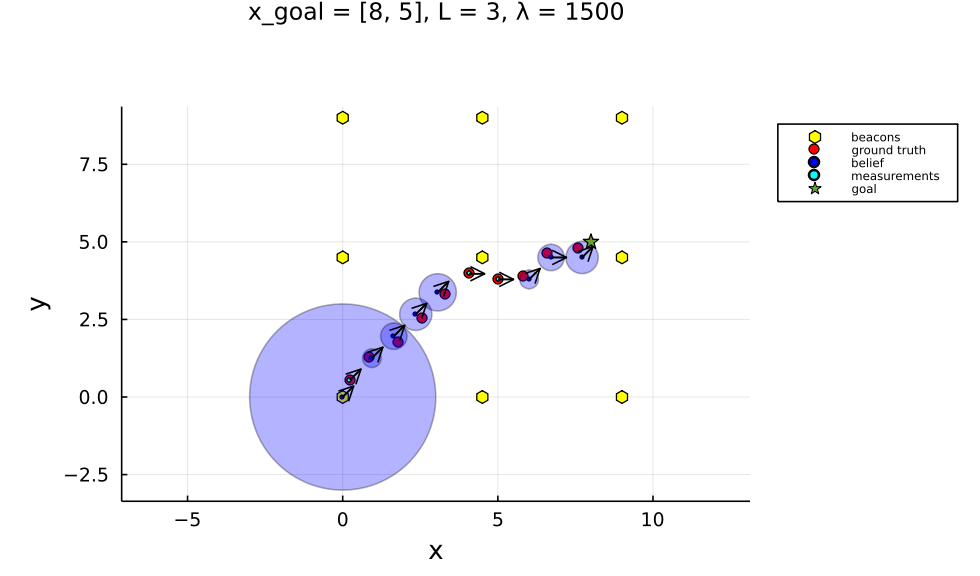 x_goal = [8, 5], L = 3, λ = 1500
beacons
ground truth
belief
measurements
goal
7.5
5.0
2.5
0.0
−2.5
y
−5 0 5 10
x